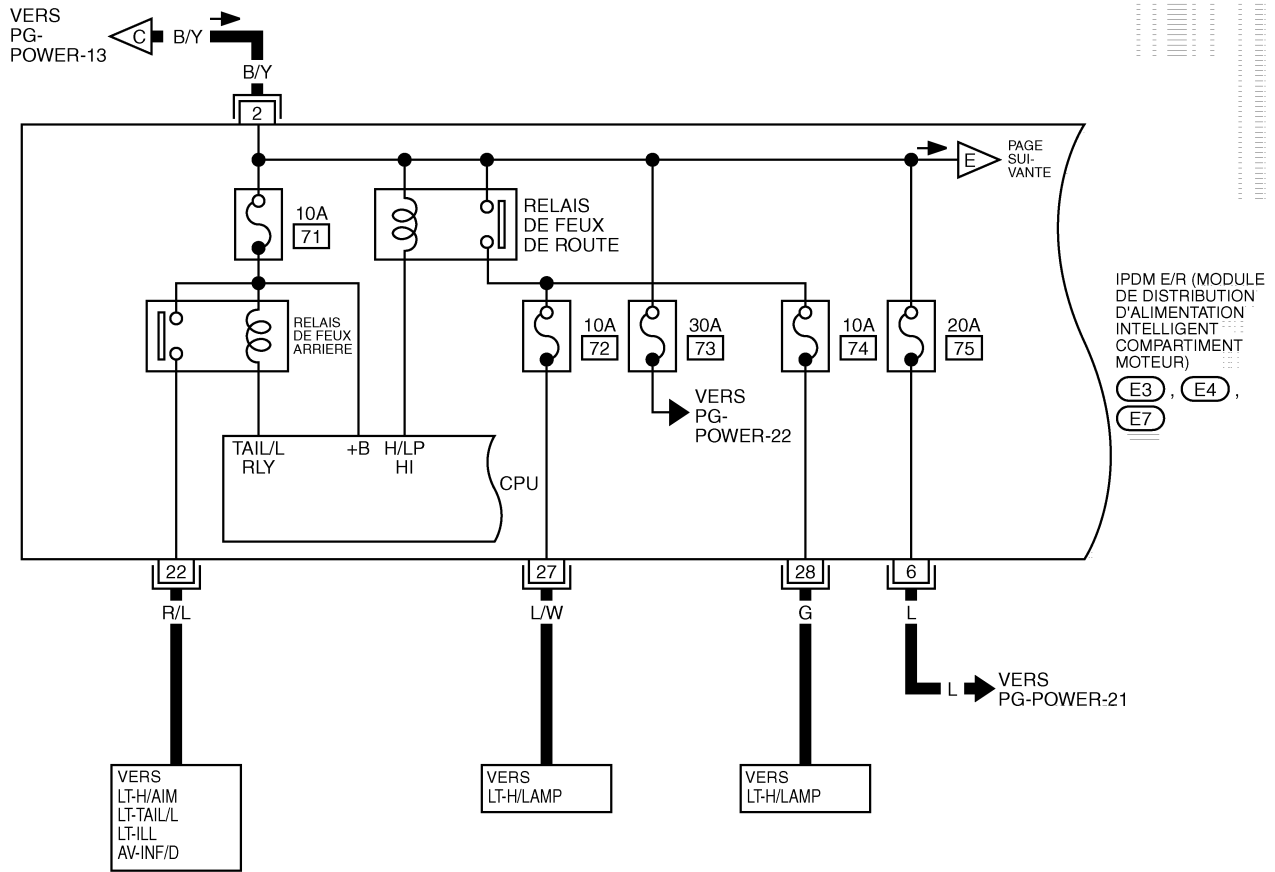 VERS
PG-
POWER-13
C
B/Y
B/Y
2
E
PAGE
SUI-
VANTE
10A
71
RELAIS
DE FEUX
DE ROUTE
RELAIS
DE FEUX
ARRIERE
10A
72
30A
73
10A
74
20A
75
IPDM E/R (MODULE
DE DISTRIBUTION
D'ALIMENTATION
INTELLIGENT
COMPARTIMENT
MOTEUR)
E3 , E4 ,
E7
VERS
PG-
POWER-22
TAIL/L
RLY
+B
H/LP
HI
CPU
22
27
28
6
R/L
L/W
G
L
L
VERS
PG-POWER-21
VERS
LT-H/AIM
LT-TAIL/L
LT-ILL
AV-INF/D
VERS
LT-H/LAMP
VERS
LT-H/LAMP